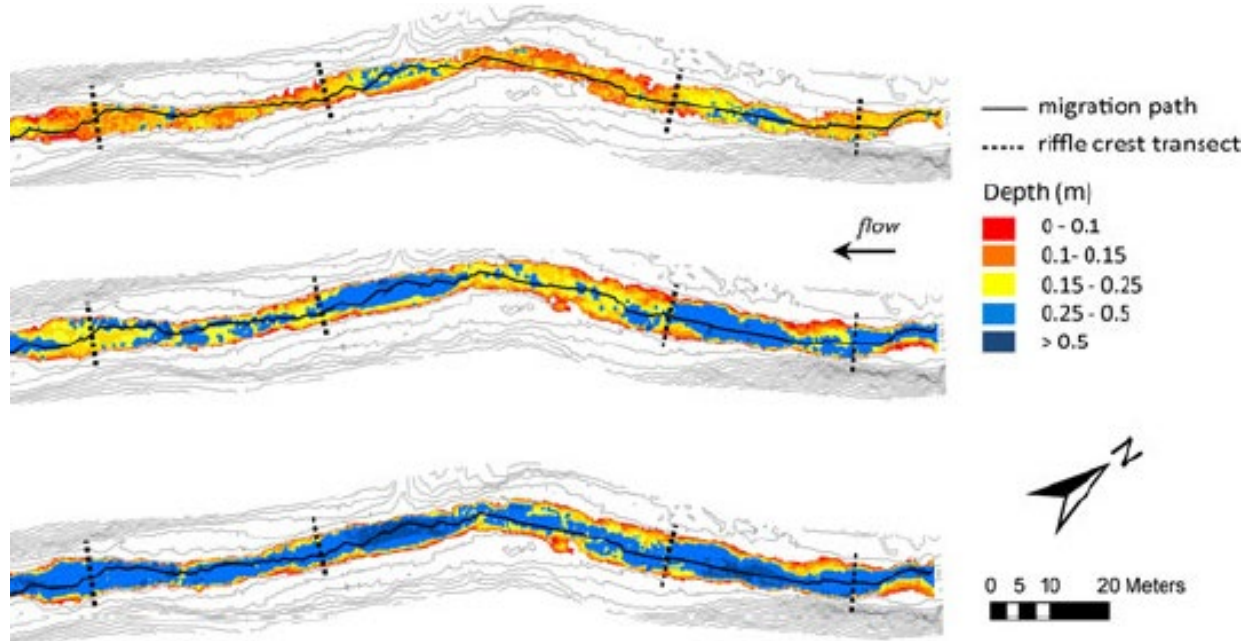 migration path
riffle crest transect
Depth (m)
0 - 0.1
0.1- 0.15
0.15 - 0.25
0.25 - 0.5
> 0.5
flow
N
0 5 10 20 Meters